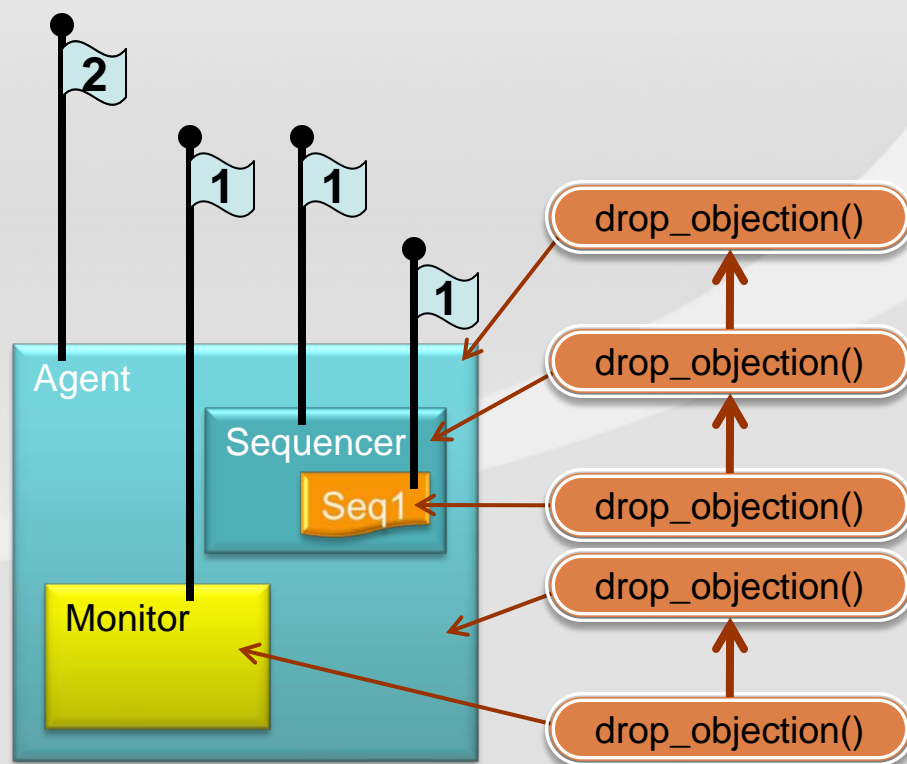 2
1
1
drop_objection()
1
drop_objection()
Agent
Sequencer
Seq1
drop_objection()
drop_objection()
Monitor
drop_objection()